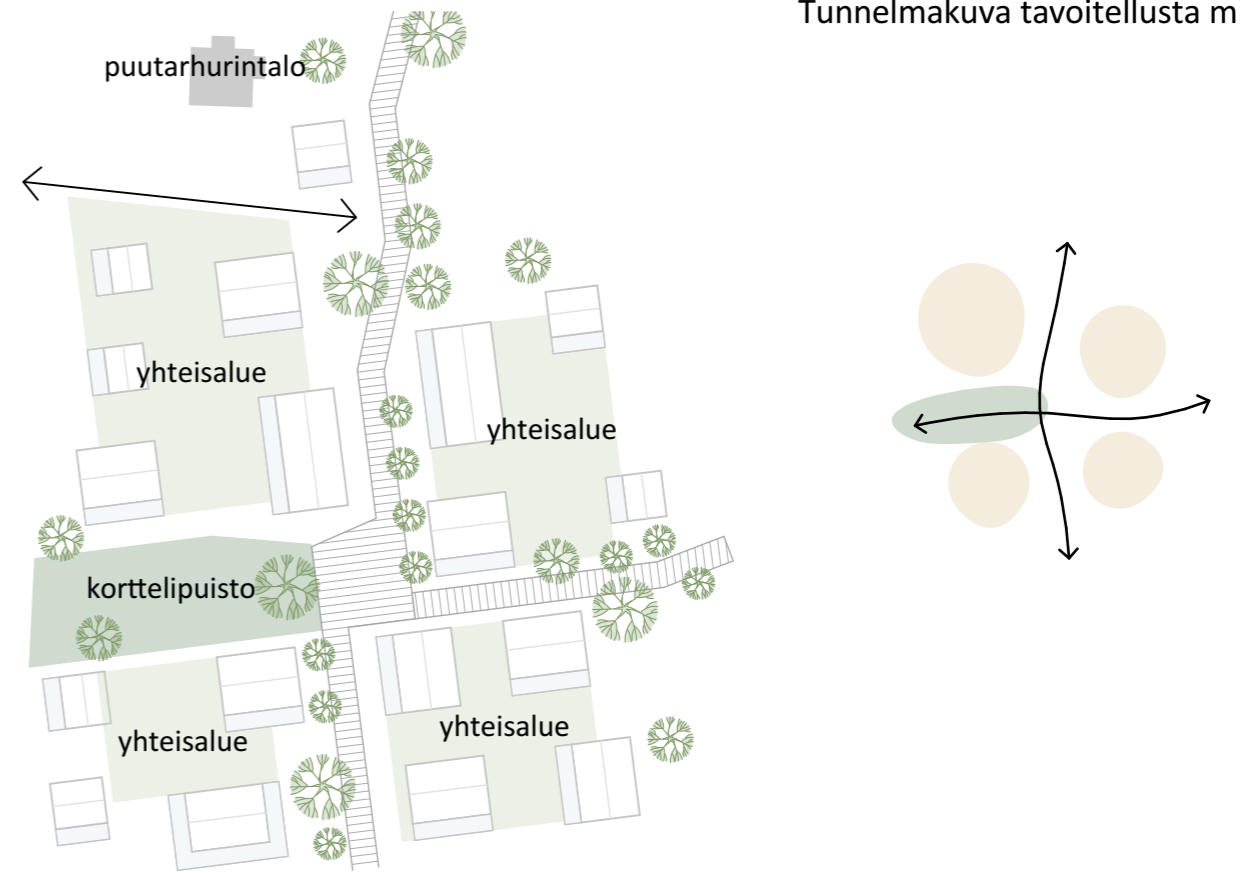 Tunnelmakuva tavoitellusta m
puutarhurintalo
yhteisalue
yhteisalue
korttelipuisto
yhteisalue
yhteisalue